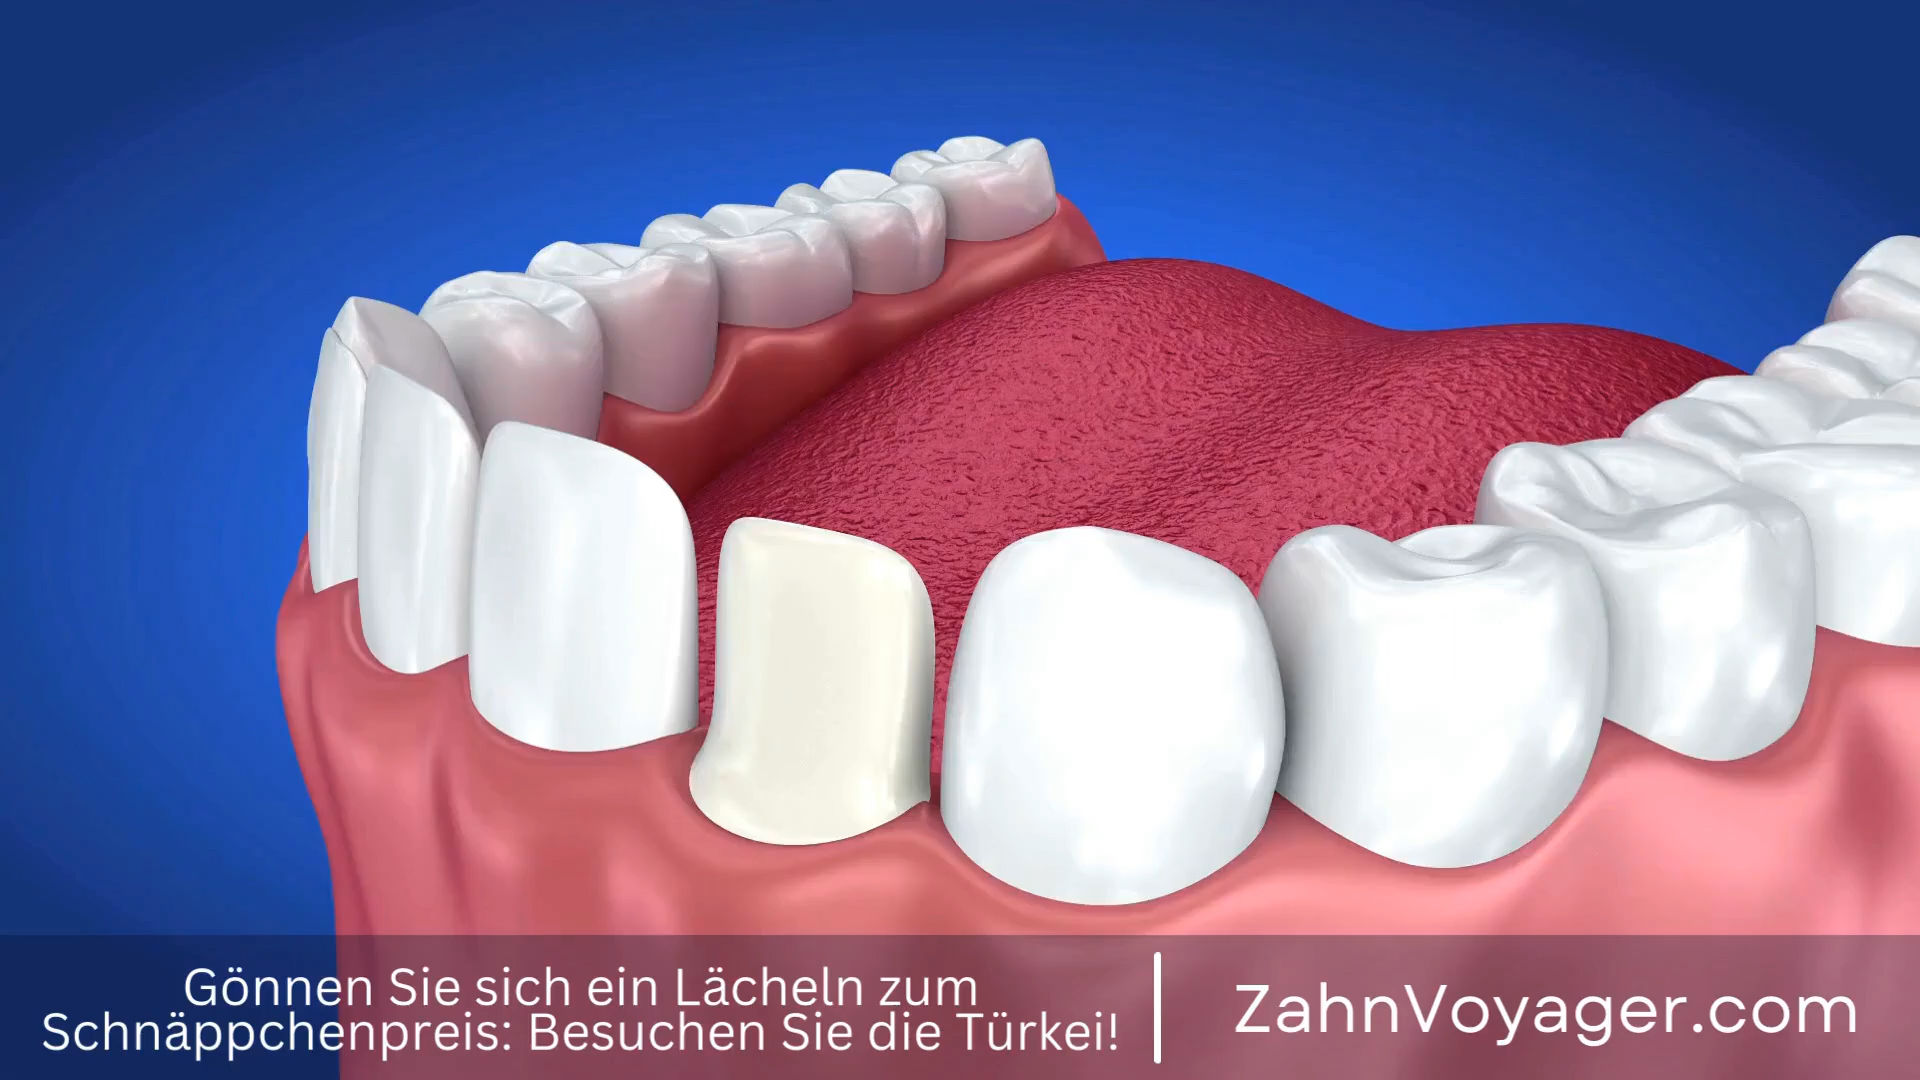 Gönnen Sie sich ein Lächeln zum
Schnäppchenpreis: Besuchen Sie die Türkei!
ZahnVoyager.com